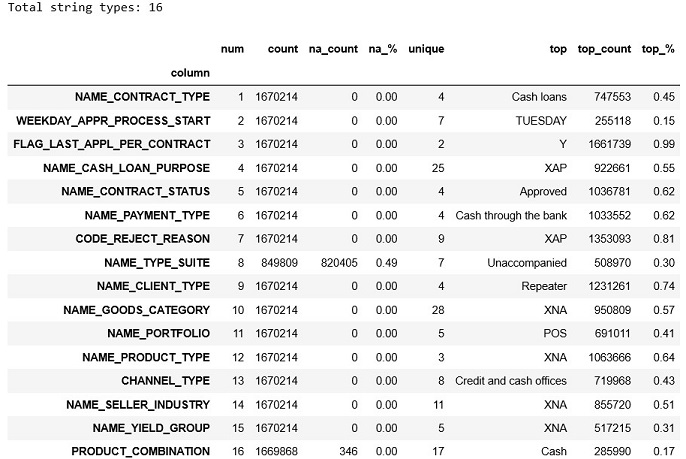 Total string types: 16
num count na_count na_% unique top top_count top_%
column
NAME_CONTRACT_TYPE 1 1670214 0 0.00 4 Cash loans 747553 0.45
WEEKDAY_APPR_PROCESS_START 2 1670214 0 0.00 7 TUESDAY 255118 0.15
FLAG_LAST_APPL_PER_CONTRACT 3 1670214 0 0.00 2 Y 1661739 0.99
NAME_CASH_LOAN_PURPOSE 4 1670214 0 0.00 25 XAP 922661 0.55
NAME_CONTRACT_STATUS 5 1670214 0 0.00 4 Approved 1036781 0.62
NAME_PAYMENT_TYPE 6 1670214 0 0.00 4 Cash through the bank 1033552 0.62
CODE_REJECT_REASON 7 1670214 0 0.00 9 XAP 1353093 0.81
NAME_TYPE_SUITE 8 849809 820405 0.49 7 Unaccompanied 508970 0.30
NAME_CLIENT_TYPE 9 1670214 0 0.00 4 Repeater 1231261 0.74
NAME_GOODS_CATEGORY 10 1670214 0 0.00 28 XNA 950809 0.57
NAME_PORTFOLIO 11 1670214 0 0.00 5 POS 691011 0.41
NAME_PRODUCT_TYPE 12 1670214 0 0.00 3 XNA 1063666 0.64
CHANNEL_TYPE 13 1670214 0 0.00 8 Credit and cash offices 719968 0.43
NAME_SELLER_INDUSTRY 14 1670214 0 0.00 11 XNA 855720 0.51
NAME_YIELD_GROUP 15 1670214 0 0.00 5 XNA 517215 0.31
PRODUCT_COMBINATION 16 1669868 346 0.00 17 Cash 285990 0.17